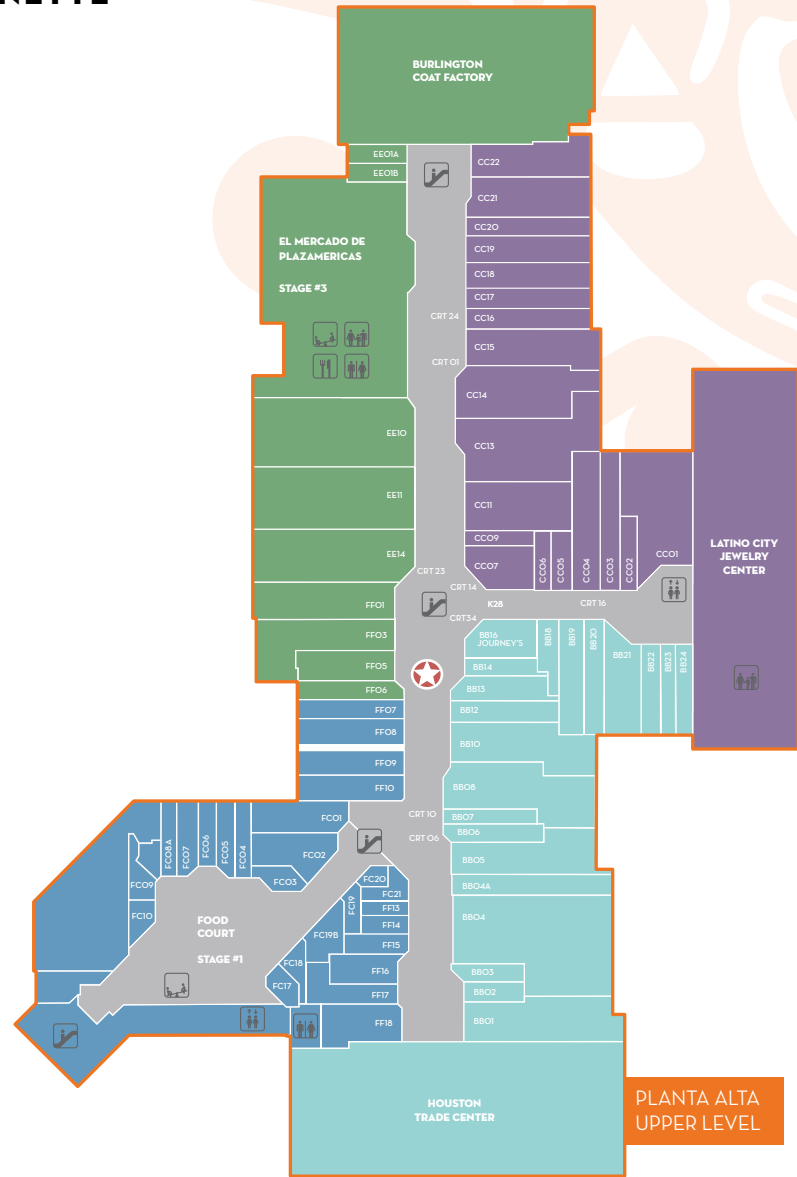 BURLINGTON
COAT FACTORY
EE01A
EE01B
CC22
CC21
CC20
CC19
CC18
CC17
CC16
CC15
CC14
CC13
CC11
CC09
CC07
CC06
CC05
CC04
CC03
CC02
CC01
EL MERCADO DE
PLAZAMERICAS
STAGE #3
CRT 24
CRT 01
EE10
EE11
EE14
CRT 23
CRT 14
K28
CRT 16
CRT34
LATINO CITY
JEWELRY
CENTER
FF01
FF03
FF05
FF06
FF07
FF08
FF09
FF10
BB16
JOURNEY'S
BB14
BB13
BB12
BB10
BB18
BB19
BB20
BB21
BB22
BB23
BB24
BB08
BB07
BB06
BB05
BB04A
BB04
BB03
BB02
BB01
CRT 10
CRT 06
FC01
FC02
FC03
FC04
FC05
FC06
FC07
FC08A
FC09
FC10
FOOD
COURT
STAGE #1
FC20
FC21
FC19
FF13
FF14
FC19B
FF15
FC18
FF16
FC17
FF17
FF18
HOUSTON
TRADE CENTER
PLANTA ALTA
UPPER LEVEL